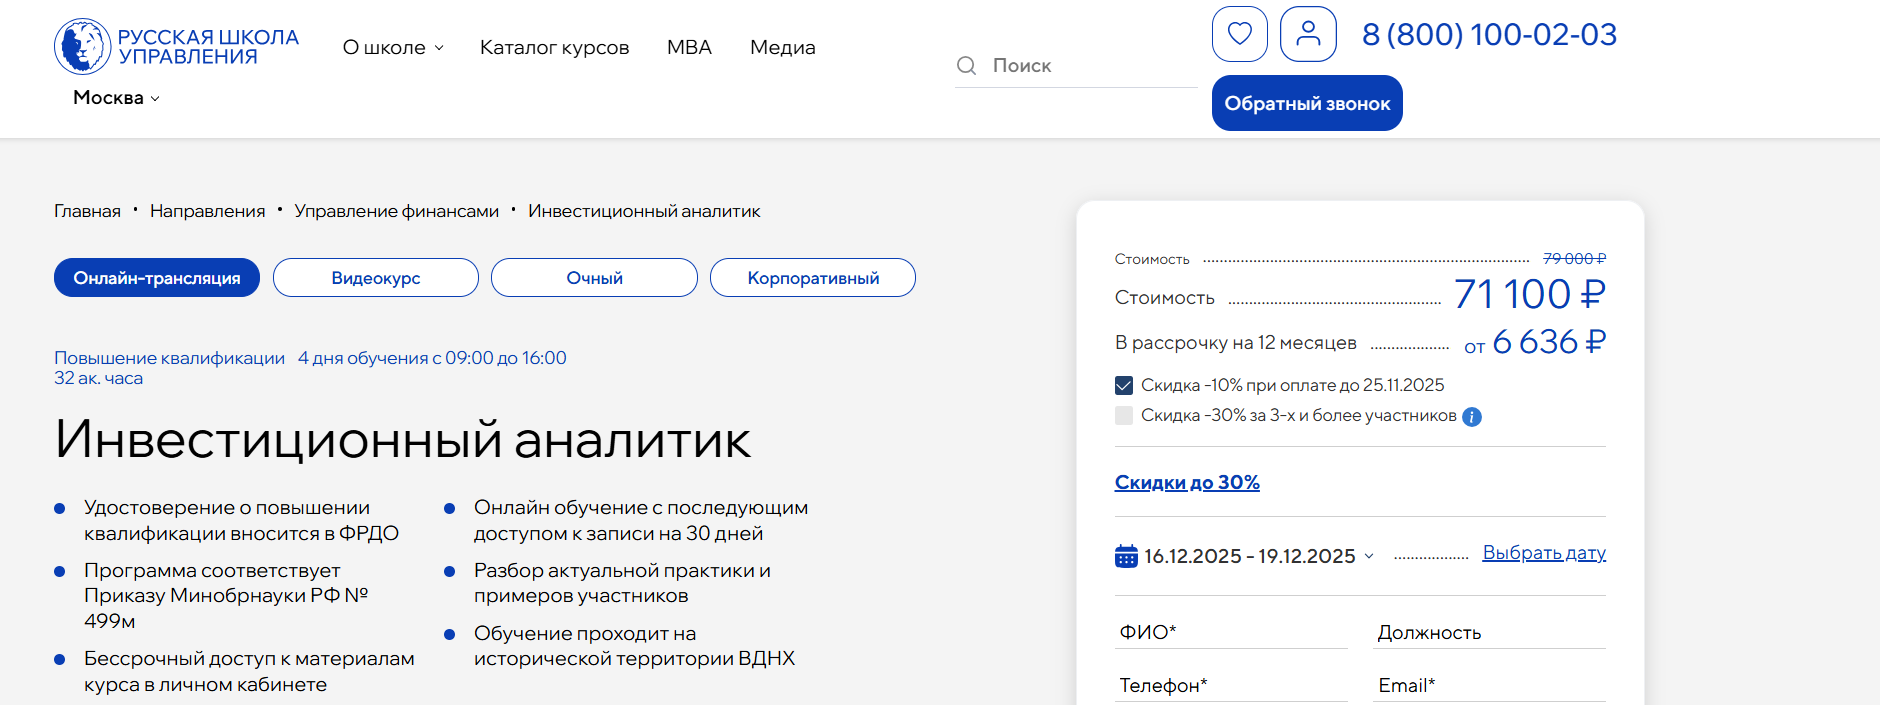 РУССКАЯ ШКОЛА
УПРАВЛЕНИЯ
О школе
Каталог курсов
MBA
Медиа
Поиск
8 (800) 100-02-03
Москва
Обратный звонок
Главная • Направления • Управление финансами • Инвестиционный аналитик
Онлайн-трансляция
Видеокурс
Очный
Корпоративный
Повышение квалификации 4 дня обучения с 09:00 до 16:00
32 ак. часа
Инвестиционный аналитик
Удостоверение о повышении
квалификации вносится в ФРДО
Программа соответствует
Приказу Минобрнауки РФ №
499м
Бессрочный доступ к материалам
курса в личном кабинете
Онлайн обучение с последующим
доступом к записи на 30 дней
Разбор актуальной практики и
примеров участников
Обучение проходит на
исторической территории ВДНХ
Стоимость 79 000 ₽
Стоимость 71 100 ₽
В рассрочку на 12 месяцев от 6 636 ₽
Скидка -10% при оплате до 25.11.2025
Скидка -30% за 3-х и более участников i
Скидки до 30%
16.12.2025 - 19.12.2025 Выбрать дату
ФИО* Должность
Телефон* Email*